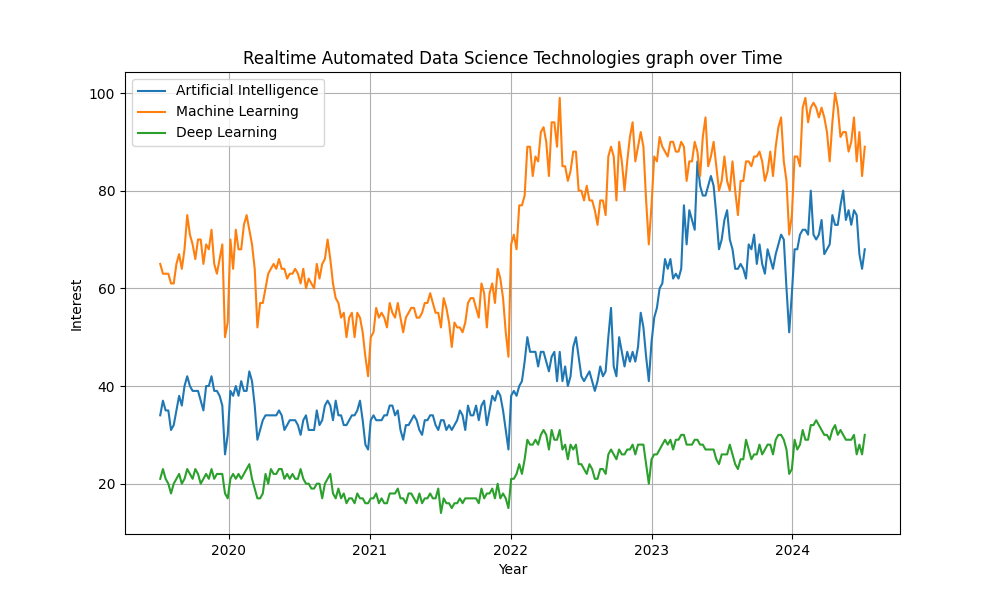 Realtime Automated Data Science Technologies graph over Time
Artificial Intelligence
Machine Learning
Deep Learning
100
80
60
40
20
Interest
2020 2021 2022 2023 2024
Year